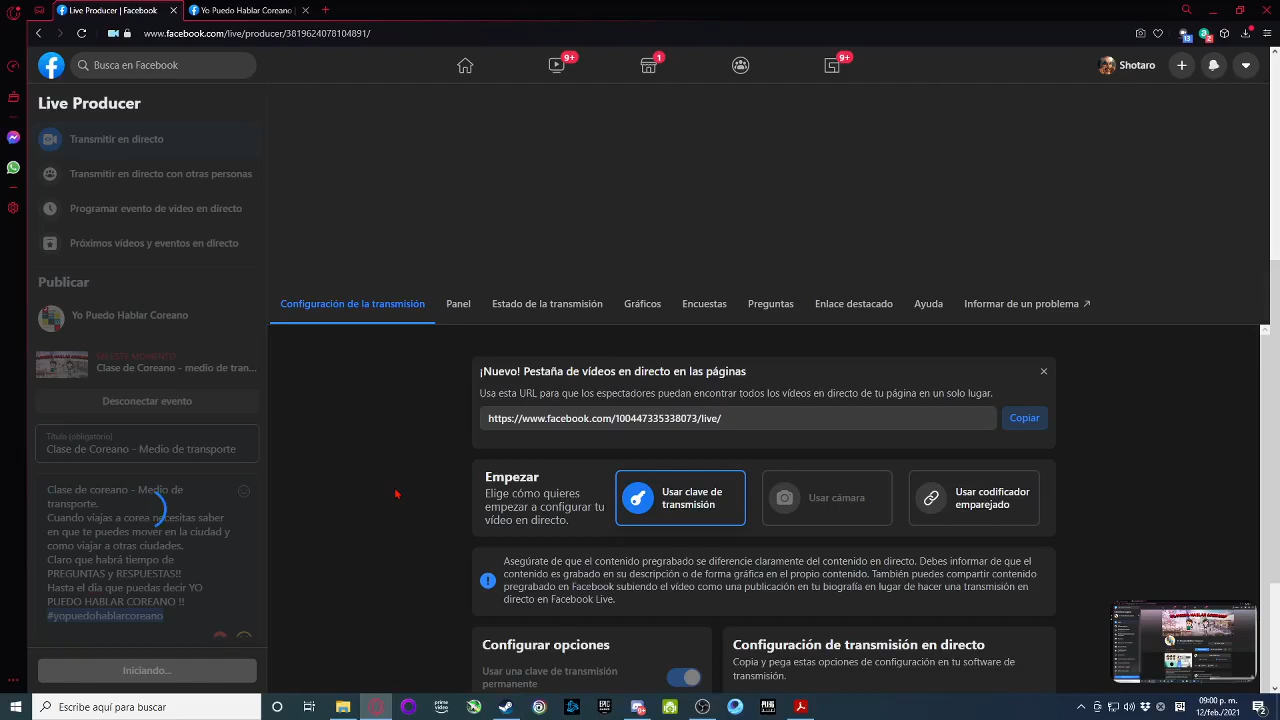 Live Producer | Facebook
Yo Puedo Hablar Coreano |
www.facebook.com/live/producer/3819624078104891/
13
2
Busca en Facebook
9+
1
9+
Shotaro
Live Producer
Transmitir en directo
Transmitir en directo con otras personas
Programar evento de vídeo en directo
Próximos vídeos y eventos en directo
Publicar
Yo Puedo Hablar Coreano
EN ESTE MOMENTO
Clase de Coreano - medio de tran...
Desconectar evento
Título (obligatorio)
Clase de Coreano - Medio de transporte
Clase de coreano - Medio de
transporte.
Cuando viajas a corea necesitas saber
en que te puedes mover en la ciudad y
como viajar a otras ciudades.
Claro que habrá tiempo de
PREGUNTAS y RESPUESTAS!!
Hasta el día que puedas decir YO
PUEDO HABLAR COREANO !!
#yopuedohablarcoreano
Iniciando...
Configuración de la transmisión
Panel
Estado de la transmisión
Gráficos
Encuestas
Preguntas
Enlace destacado
Ayuda
Informar de un problema
¡Nuevo! Pestaña de vídeos en directo en las páginas
Usa esta URL para que los espectadores puedan encontrar todos los vídeos en directo de tu página en un solo lugar.
https://www.facebook.com/100447335338073/live/
Copiar
Empezar
Elige cómo quieres
empezar a configurar tu
vídeo en directo.
Usar clave de
transmisión
Usar cámara
Usar codificador
emparejado
Asegúrate de que el contenido pregrabado se diferencie claramente del contenido en directo. Debes informar de que el
contenido es grabado en su descripción o de forma gráfica en el propio contenido. También puedes compartir contenido
pregrabado en Facebook subiendo el vídeo como una publicación en tu biografía en lugar de hacer una transmisión en
directo en Facebook Live.
Configurar opciones
Usar una clave de transmisión
permanente
Configuración de transmisión en directo
Copia y pega estas opciones de configuración en tu software de
transmisión.
Escribe aquí para buscar
prime
video
EPIC
PUBG
09:00 p. m.
12/feb./2021
2